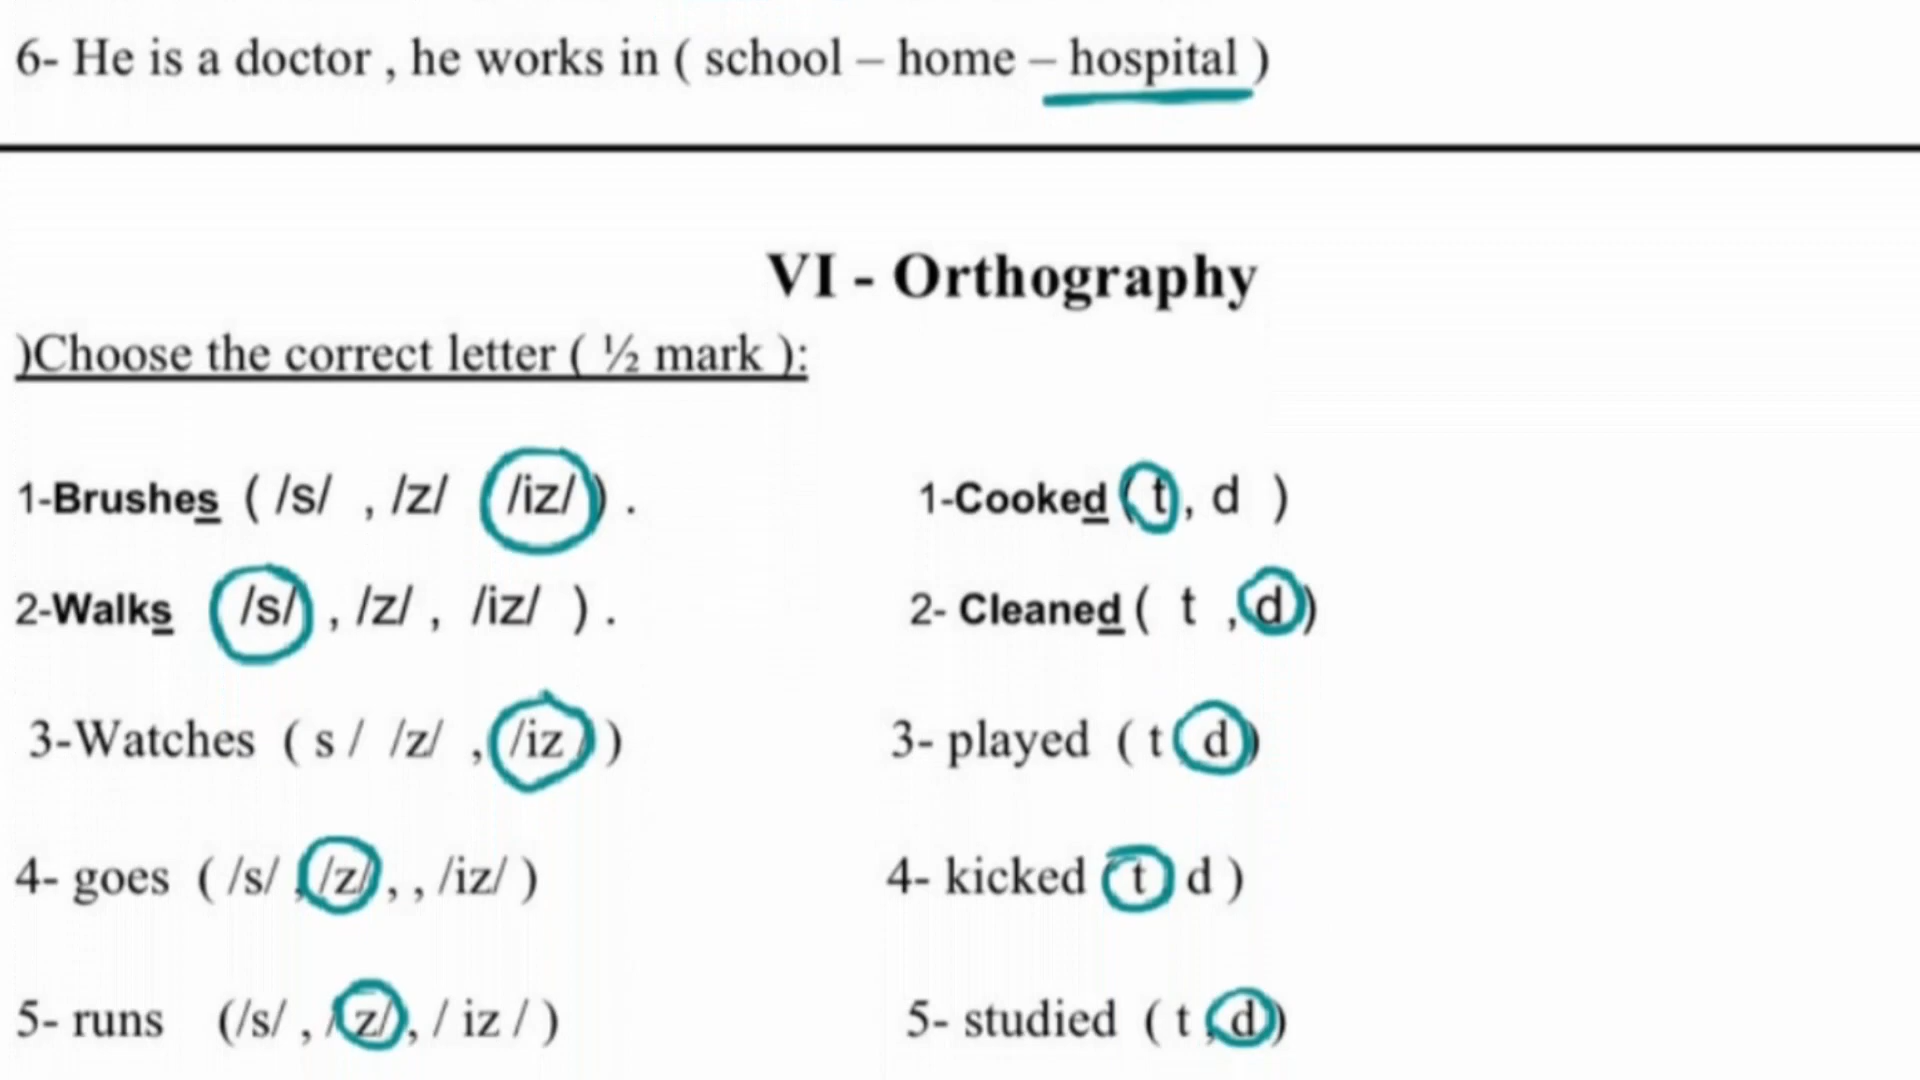 6- He is a doctor , he works in ( school – home – hospital )
VI - Orthography
)Choose the correct letter ( ½ mark ):
1-Brushes ( /s/ , /z/ /iz/ ) .
1-Cooked ( t , d )
2-Walks /s/ , /z/ , /iz/ ) .
2- Cleaned ( t , d )
3-Watches ( s / /z/ , /iz / )
3- played ( t d )
4- goes ( /s/ , /z/ , , /iz/ )
4- kicked ( t d )
5- runs (/s/ , / z/ , / iz / )
5- studied ( t , d )